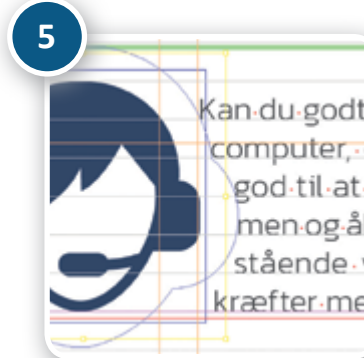 5
Kan du godt
computer,
god til at
men og å
stående
kræfter me